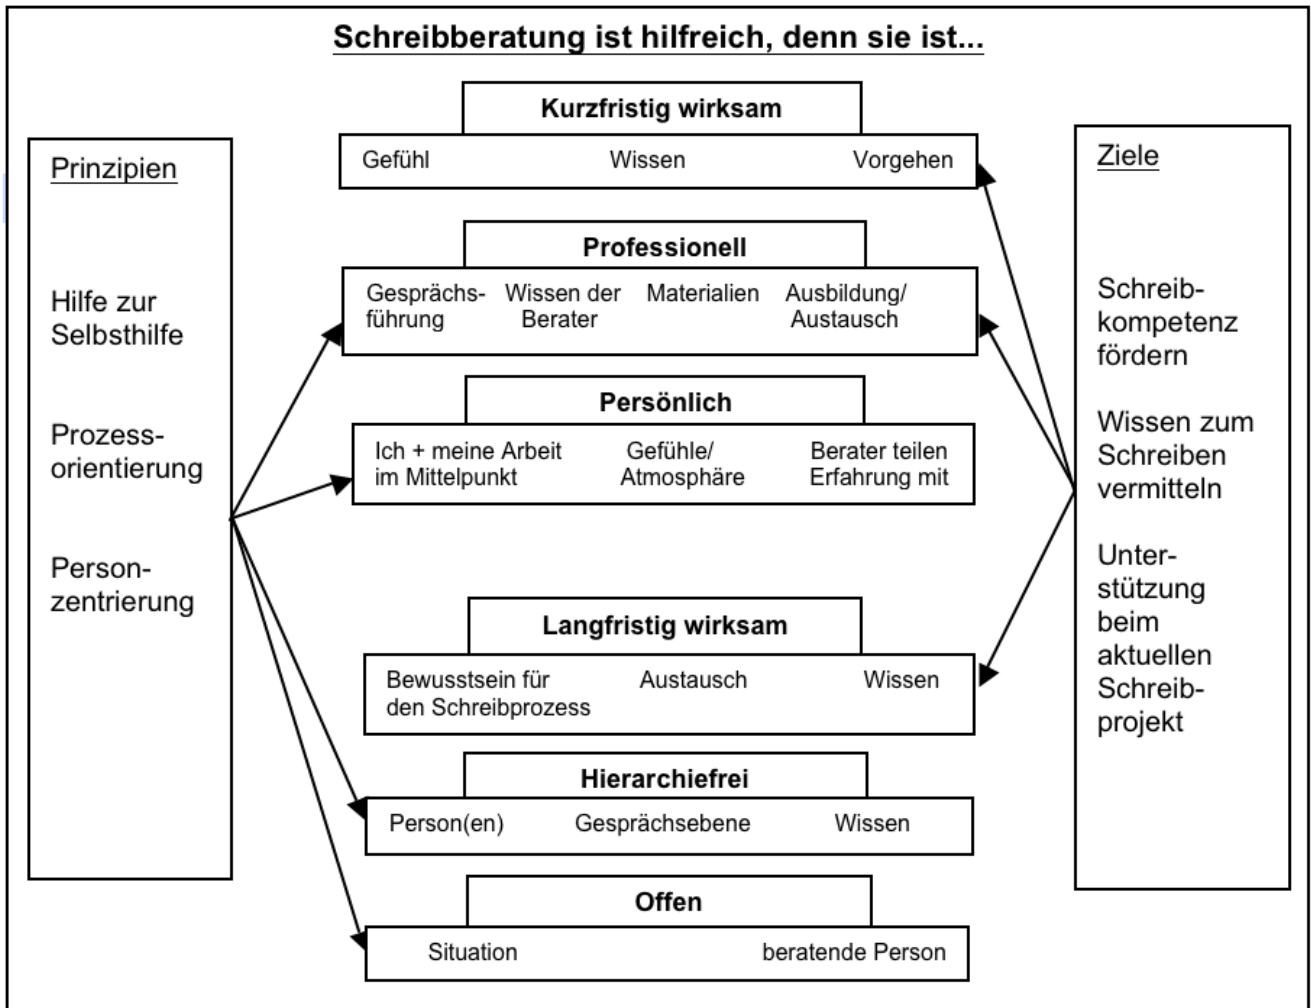 Schreibberatung ist hilfreich, denn sie ist...
Prinzipien
Hilfe zur
Selbsthilfe
Prozess-
orientierung
Person-
zentrierung
Kurzfristig wirksam
Gefühl Wissen Vorgehen
Professionell
Gesprächs- Wissen der Materialien Ausbildung/
führung Berater Austausch
Persönlich
Ich + meine Arbeit Gefühle/ Berater teilen
im Mittelpunkt Atmosphäre Erfahrung mit
Langfristig wirksam
Bewusstsein für Austausch Wissen
den Schreibprozess
Hierarchiefrei
Person(en) Gesprächsebene Wissen
Offen
Situation beratende Person
Ziele
Schreib-
kompetenz
fördern
Wissen zum
Schreiben
vermitteln
Unter-
stützung
beim
aktuellen
Schreib-
projekt